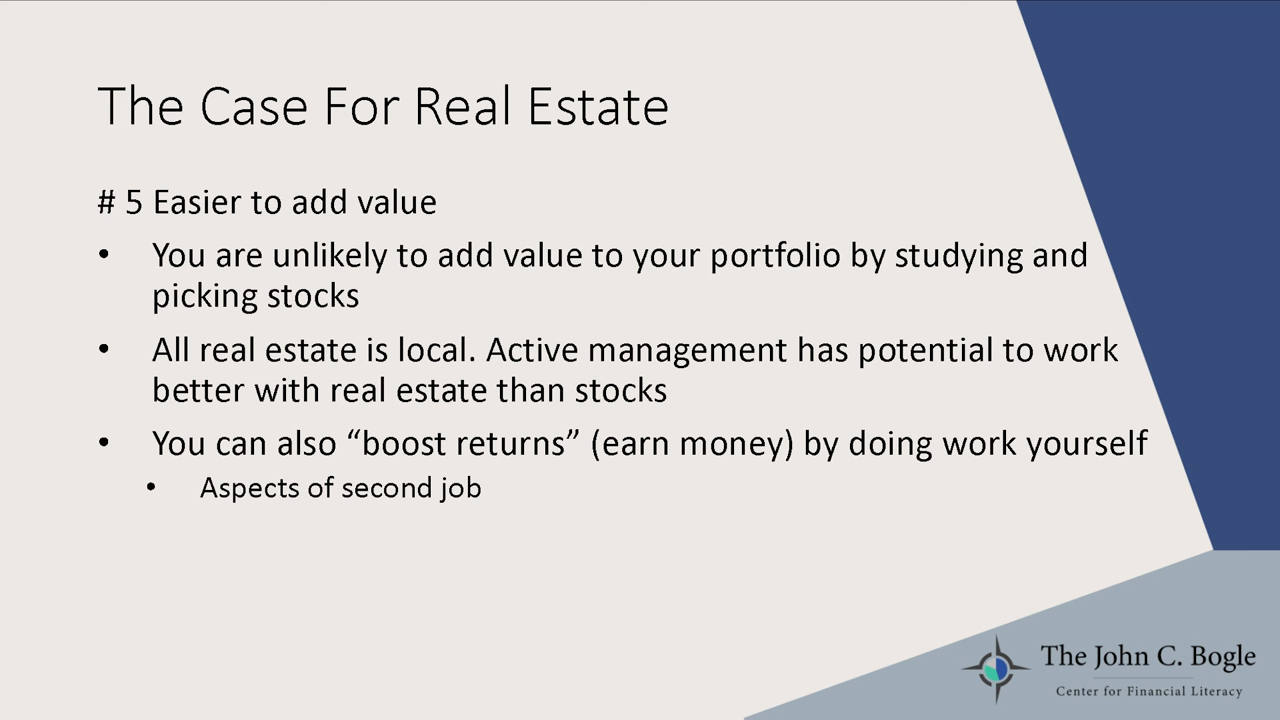 The Case For Real Estate
# 5 Easier to add value
• You are unlikely to add value to your portfolio by studying and
picking stocks
• All real estate is local. Active management has potential to work
better with real estate than stocks
• You can also “boost returns” (earn money) by doing work yourself
• Aspects of second job
The John C. Bogle
Center for Financial Literacy